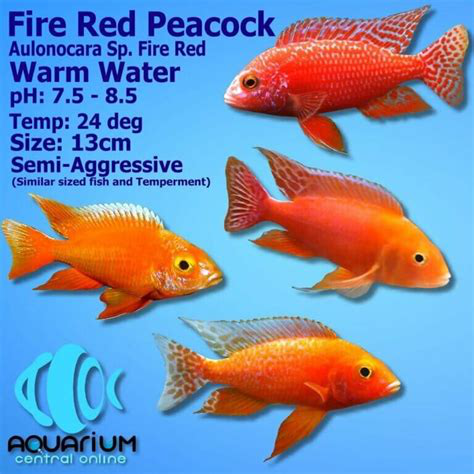 Fire Red Peacock
Aulonocara Sp. Fire Red
Warm Water
pH: 7.5 - 8.5
Temp: 24 deg
Size: 13cm
Semi-Aggressive
(Similar sized fish and Temperment)
AQUARIUM
central online